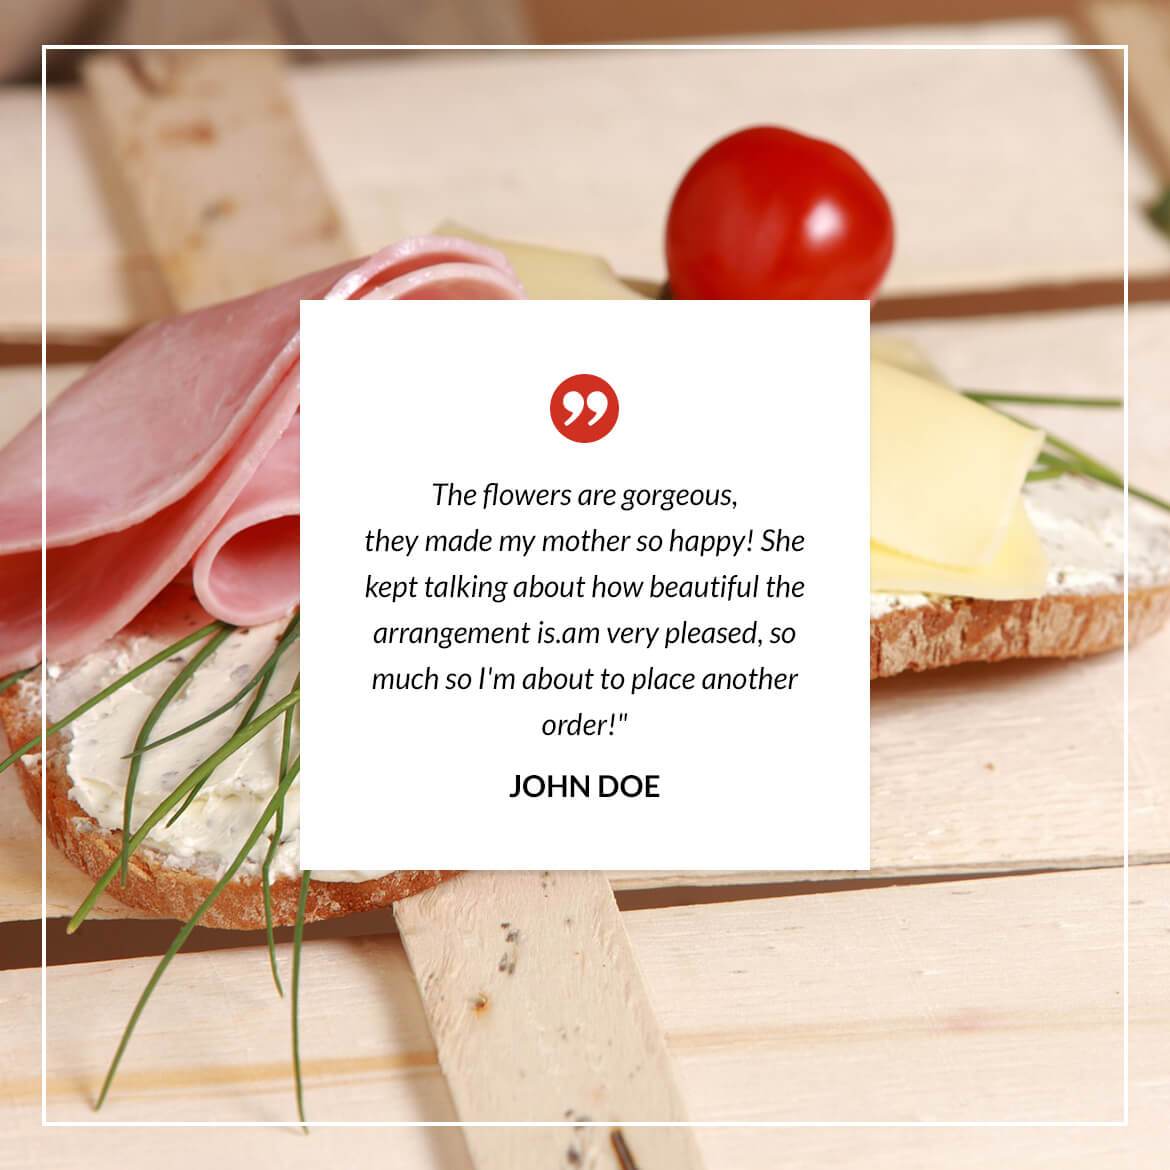 The flowers are gorgeous,
they made my mother so happy! She
kept talking about how beautiful the
arrangement is.am very pleased, so
much so I'm about to place another
order!"
JOHN DOE